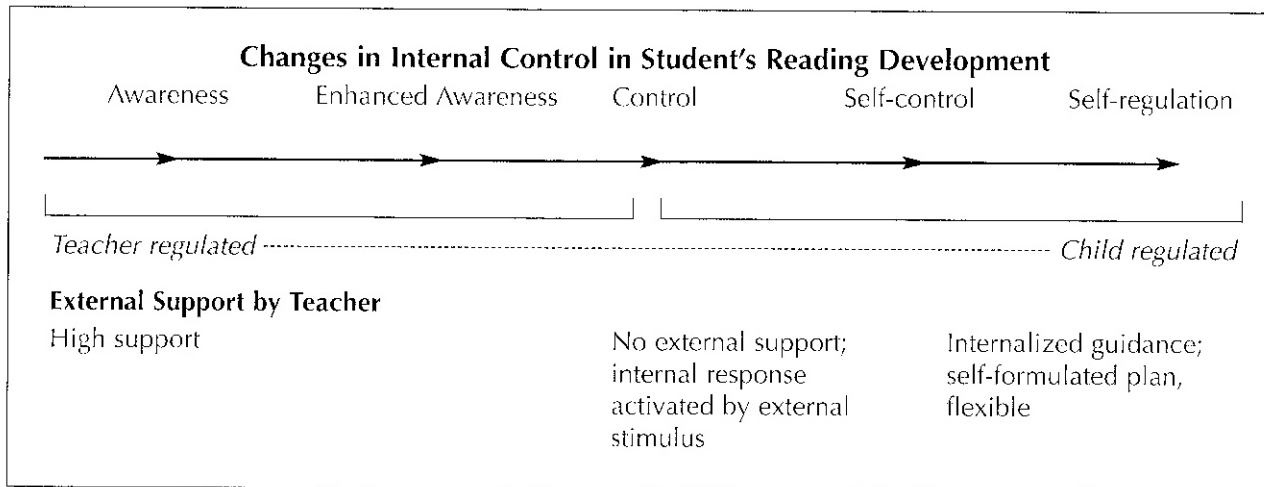 Changes in Internal Control in Student's Reading Development
Awareness Enhanced Awareness Control Self-control Self-regulation
Teacher regulated Child regulated
External Support by Teacher
High support
No external support;
internal response
activated by external
stimulus
Internalized guidance;
self-formulated plan,
flexible